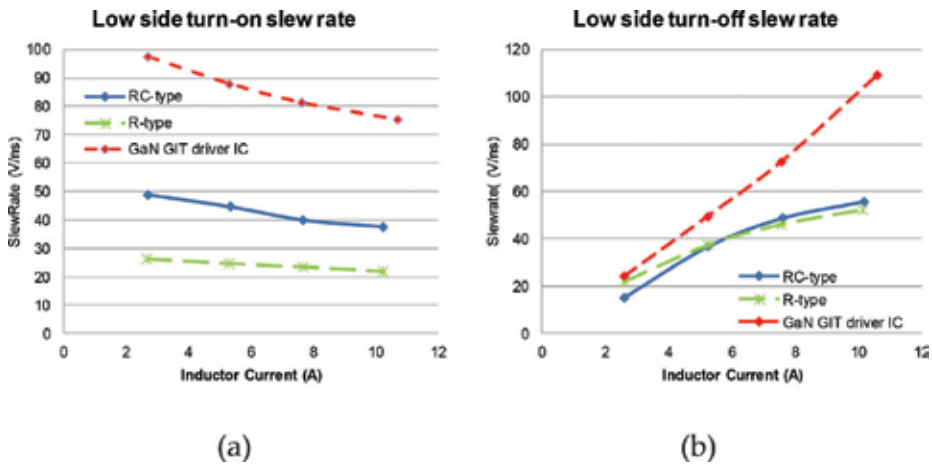 Low side turn-on slew rate
100
90
80
70
60
50
40
30
20
10
0
SlewRate (V/ns)
RC-type
R-type
GaN GIT driver IC
0 2 4 6 8 10 12
Inductor Current (A)
(a)
Low side turn-off slew rate
120
100
80
60
40
20
0
Slewrate( (V/ns)
RC-type
R-type
GaN GIT driver IC
0 2 4 6 8 10 12
Inductor Current (A)
(b)